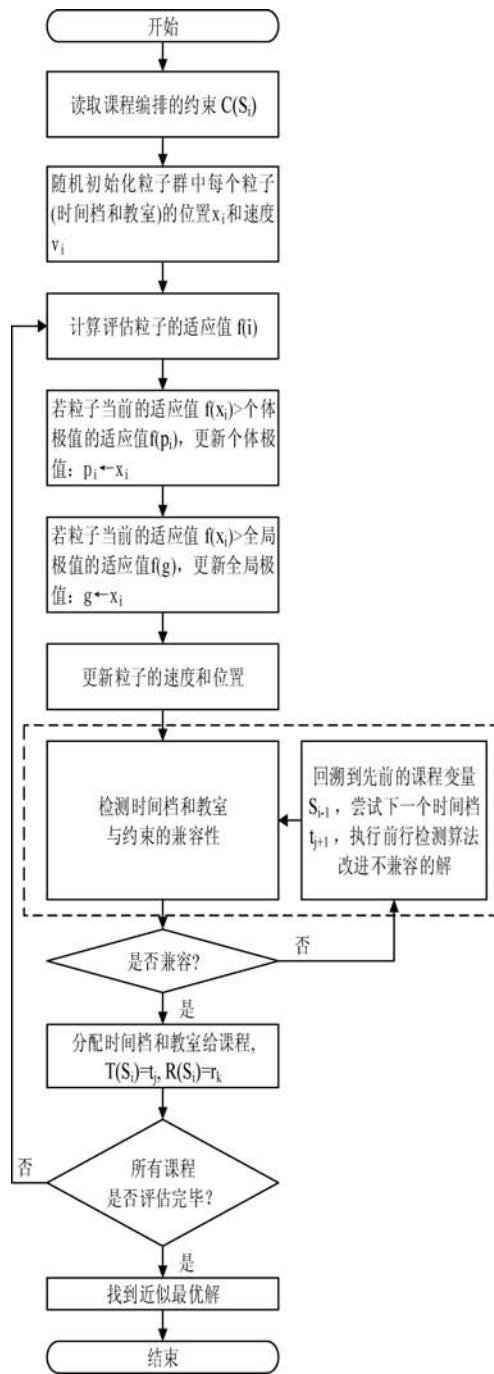 开始
读取课程编排的约束 C(Sᵢ)
随机初始化粒子群中每个粒子
(时间档和教室)的位置xᵢ和速度
vᵢ
计算评估粒子的适应值 f(i)
若粒子当前的适应值 f(xᵢ)>个体
极值的适应值f(pᵢ)，更新个体极
值：pᵢ←xᵢ
若粒子当前的适应值 f(xᵢ)>全局
极值的适应值f(g)，更新全局极
值：g←xᵢ
更新粒子的速度和位置
检测时间档和教室
与约束的兼容性
回溯到先前的课程变量
Sᵢ₋₁，尝试下一个时间档
tⱼ₊₁，执行前行检测算法
改进不兼容的解
是否兼容?
否
是
分配时间档和教室给课程,
T(Sᵢ)=tⱼ, R(Sᵢ)=rₖ
所有课程
是否评估完毕?
否
是
找到近似最优解
结束